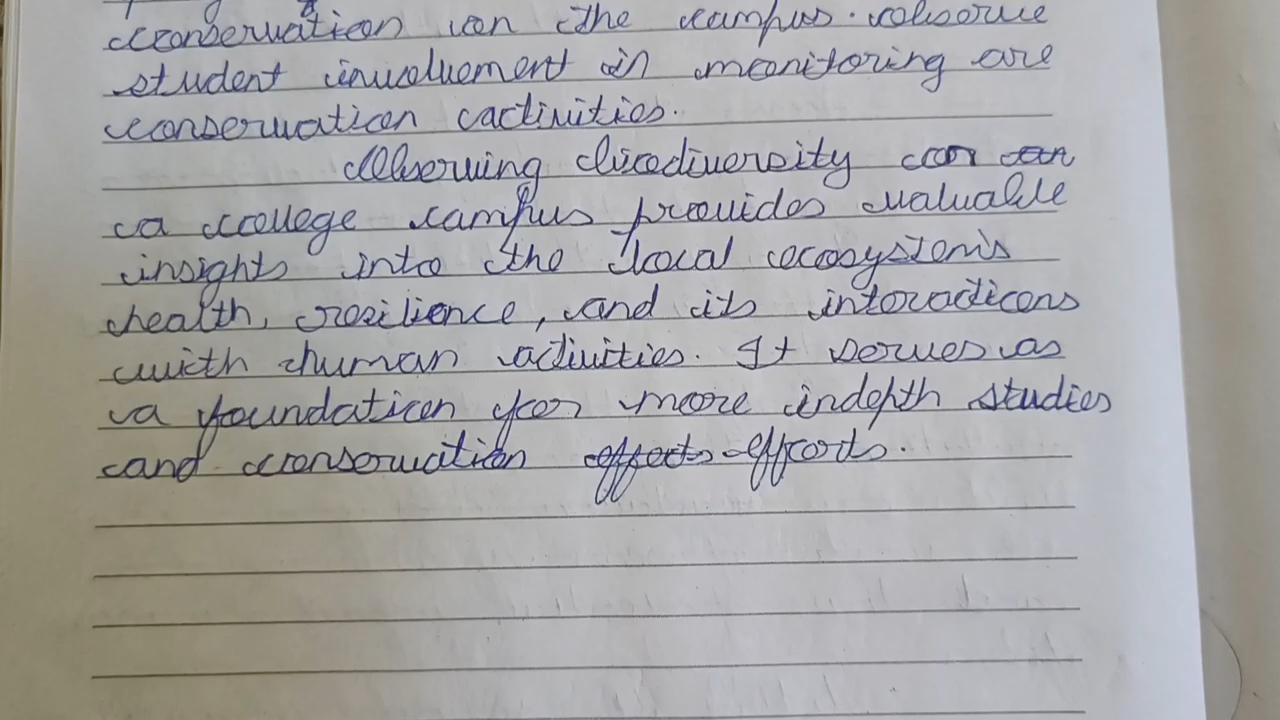 conservation on the campus. observe
student involvement in monitoring are
conservation activities.
Observing biodiversity on
a college campus provides valuable
insights into the local ecosystem's
health, resilience, and its interactions
with human activities. It serves as
a foundation for more indepth studies
and conservation effects efforts.